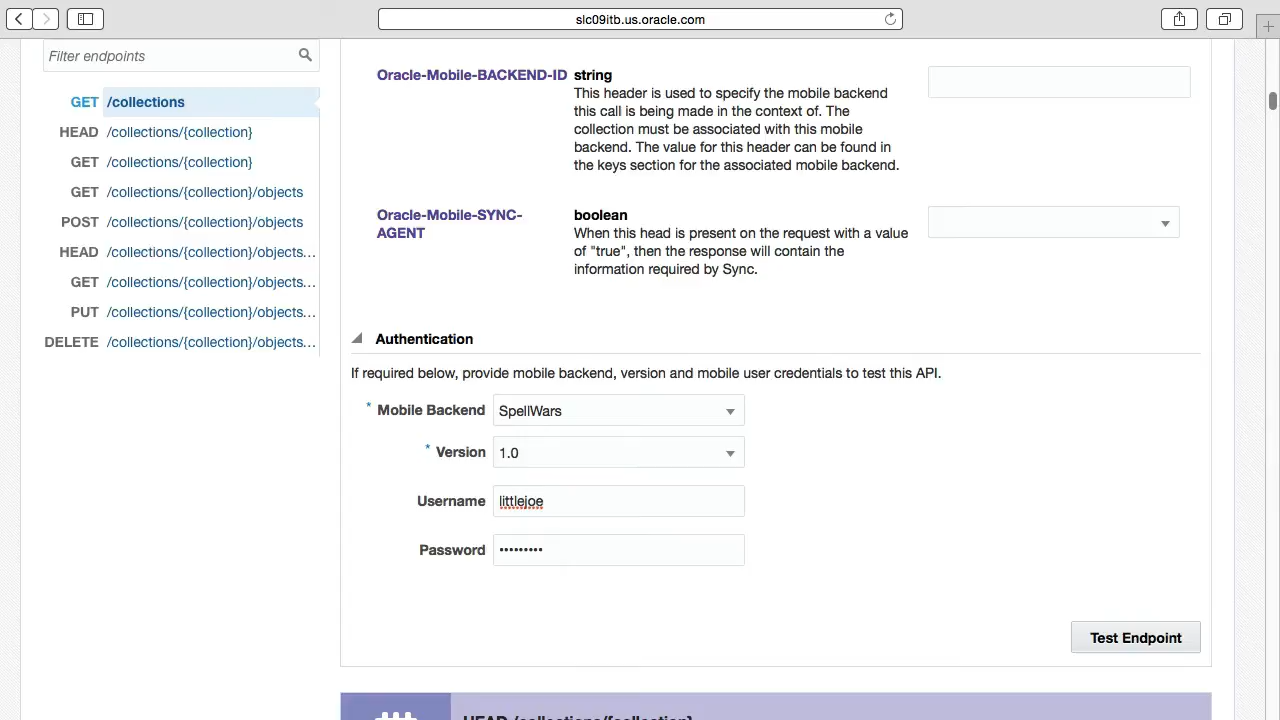 slc09itb.us.oracle.com
Filter endpoints
GET /collections
HEAD /collections/{collection}
GET /collections/{collection}
GET /collections/{collection}/objects
POST /collections/{collection}/objects
HEAD /collections/{collection}/objects...
GET /collections/{collection}/objects...
PUT /collections/{collection}/objects...
DELETE /collections/{collection}/objects...
Oracle-Mobile-BACKEND-ID string
This header is used to specify the mobile backend
this call is being made in the context of. The
collection must be associated with this mobile
backend. The value for this header can be found in
the keys section for the associated mobile backend.
Oracle-Mobile-SYNC-
AGENT
boolean
When this head is present on the request with a value
of "true", then the response will contain the
information required by Sync.
Authentication
If required below, provide mobile backend, version and mobile user credentials to test this API.
* Mobile Backend SpellWars
* Version 1.0
Username littlejoe
Password •••••••••
Test Endpoint
HEAD /collections/{collection}